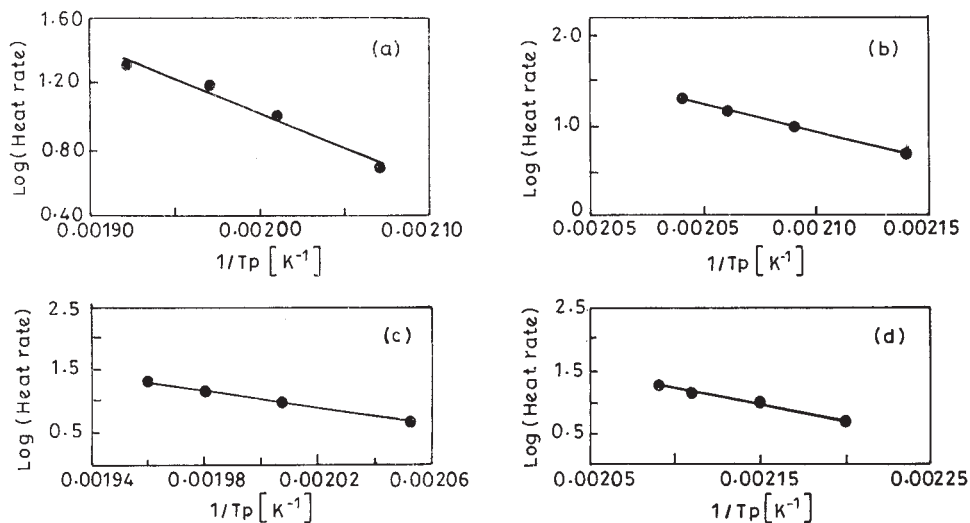 (a)
Log (Heat rate)
1·60
1·20
0·80
0·40
0·00190
0·00200
0·00210
1/Tp [K⁻¹]
(b)
Log (Heat rate)
2·0
1·0
0
0·00205
0·00205
0·00210
0·00215
1/Tp [K⁻¹]
(c)
Log (Heat rate)
2·5
1·5
0·5
0·00194
0·00198
0·00202
0·00206
1/Tp [K⁻¹]
(d)
Log (Heat rate)
2·5
1·5
0·5
0·00205
0·00215
0·00225
1/Tp [K⁻¹]